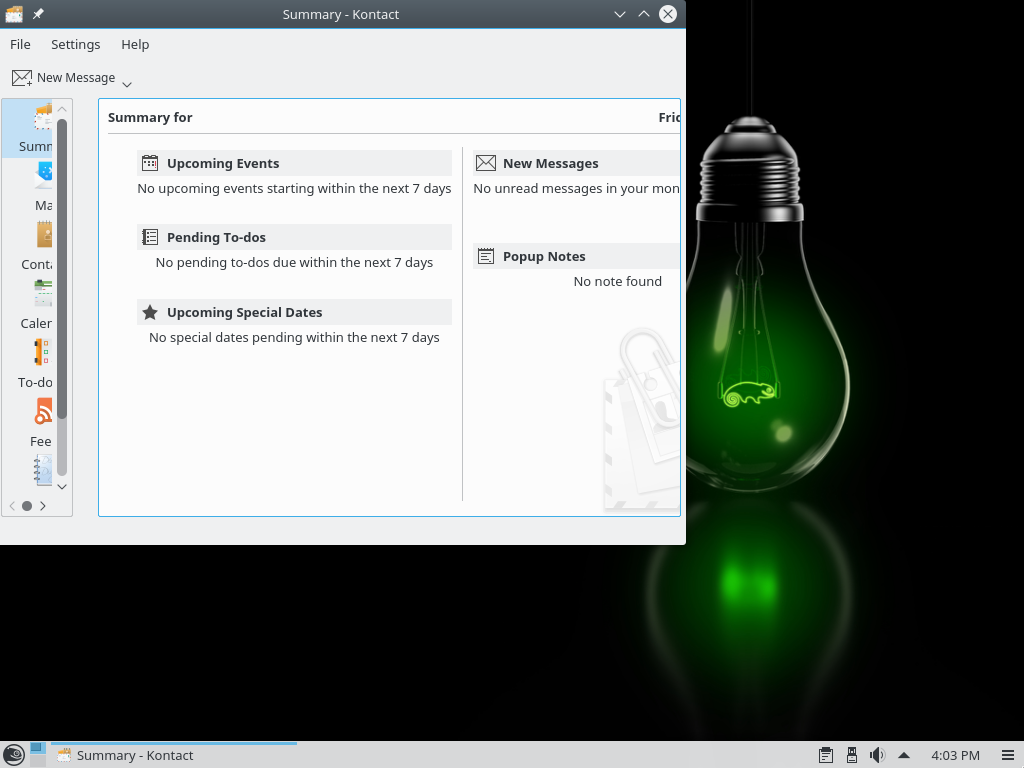 Summary - Kontact
File Settings Help
New Message
Summ
Ma
Conta
Caler
To-do
Fee
Summary for
Fric
Upcoming Events
No upcoming events starting within the next 7 days
Pending To-dos
No pending to-dos due within the next 7 days
Upcoming Special Dates
No special dates pending within the next 7 days
New Messages
No unread messages in your mon
Popup Notes
No note found
Summary - Kontact
4:03 PM